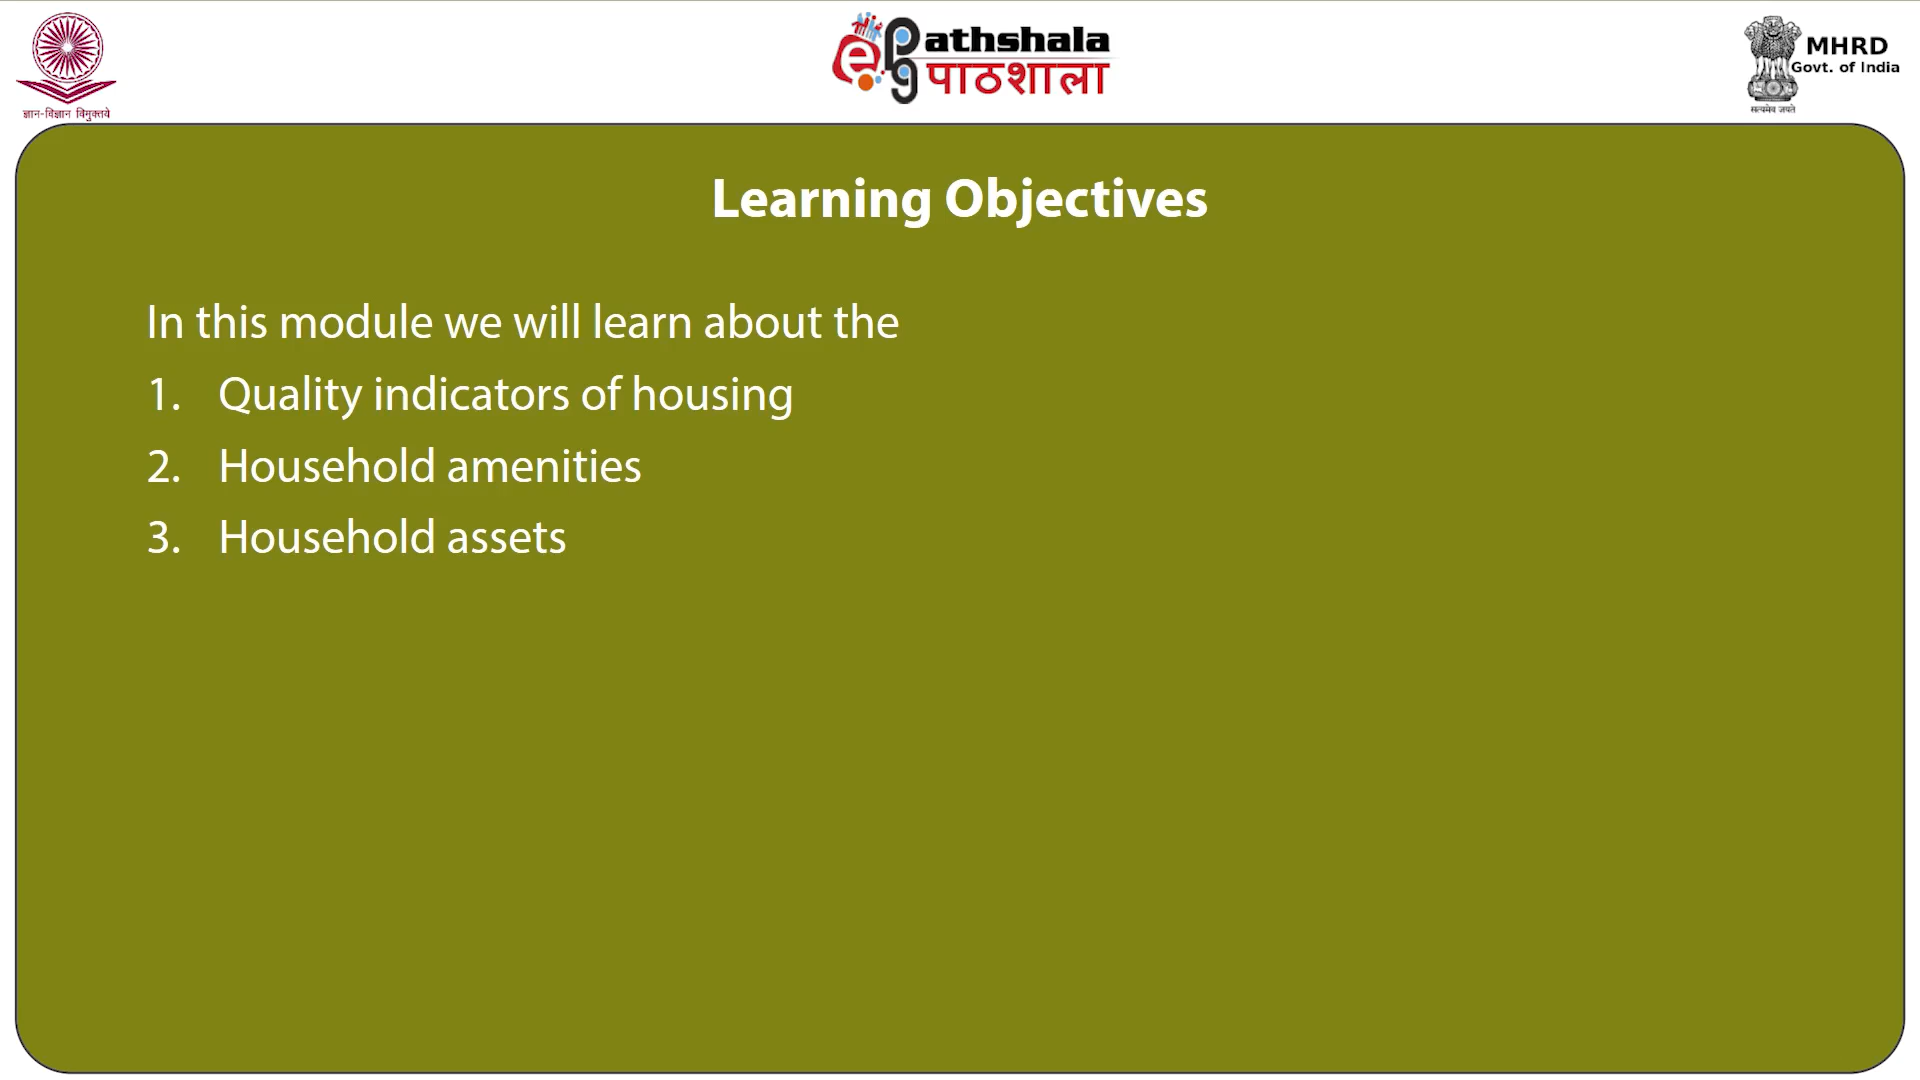 ज्ञान-विज्ञान विमुक्तये
ePG
athshala
पाठशाला
MHRD
Govt. of India
सत्यमेव जयते
Learning Objectives
In this module we will learn about the
1. Quality indicators of housing
2. Household amenities
3. Household assets